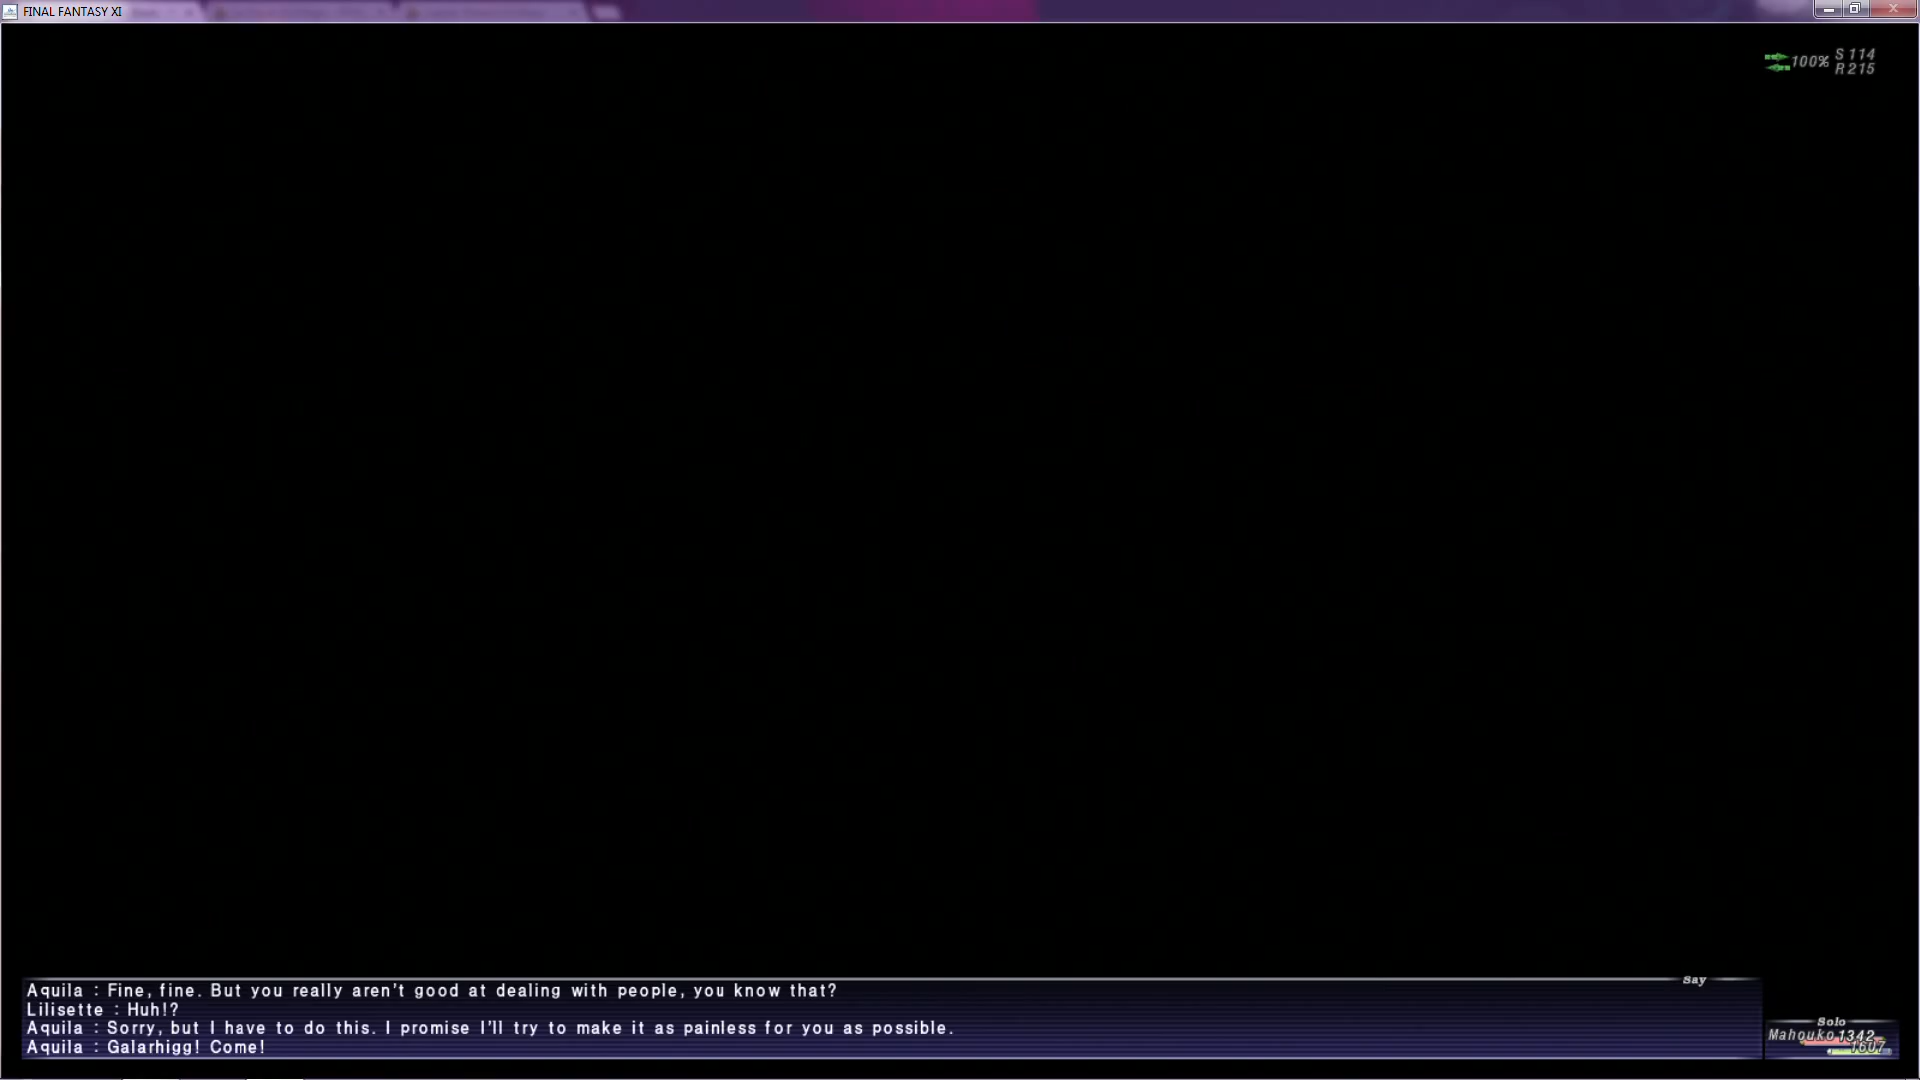 FINAL FANTASY XI
100% S 114
R 215
Say
Aquila : Fine, fine. But you really aren't good at dealing with people, you know that?
Lilisette : Huh!?
Aquila : Sorry, but I have to do this. I promise I'll try to make it as painless for you as possible.
Aquila : Galarhigg! Come!
Solo
Mahouko 1342
1607